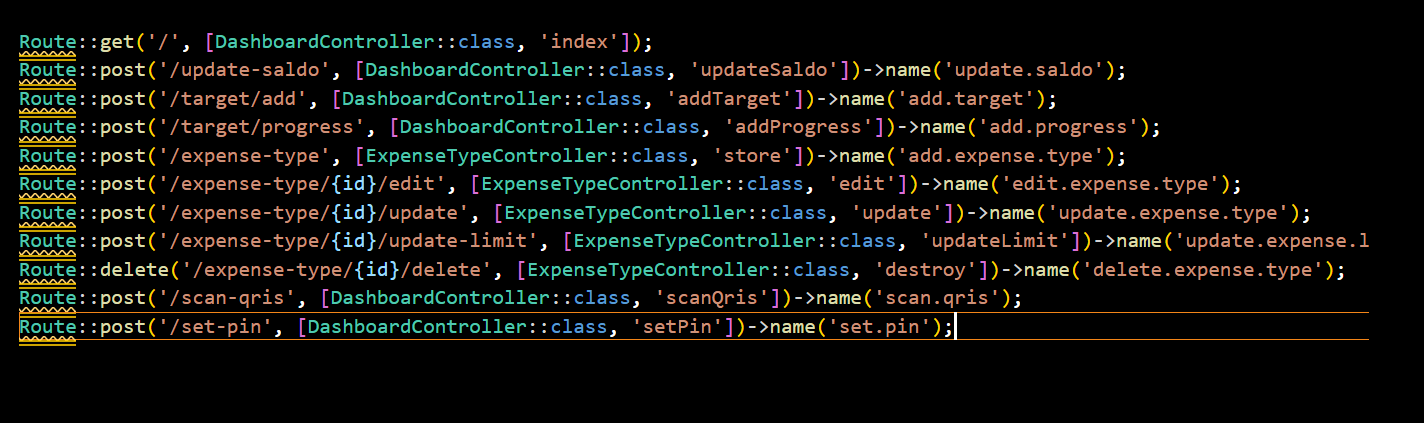 Route::get('/', [DashboardController::class, 'index']);
Route::post('/update-saldo', [DashboardController::class, 'updateSaldo'])->name('update.saldo');
Route::post('/target/add', [DashboardController::class, 'addTarget'])->name('add.target');
Route::post('/target/progress', [DashboardController::class, 'addProgress'])->name('add.progress');
Route::post('/expense-type', [ExpenseTypeController::class, 'store'])->name('add.expense.type');
Route::post('/expense-type/{id}/edit', [ExpenseTypeController::class, 'edit'])->name('edit.expense.type');
Route::post('/expense-type/{id}/update', [ExpenseTypeController::class, 'update'])->name('update.expense.type');
Route::post('/expense-type/{id}/update-limit', [ExpenseTypeController::class, 'updateLimit'])->name('update.expense.l
Route::delete('/expense-type/{id}/delete', [ExpenseTypeController::class, 'destroy'])->name('delete.expense.type');
Route::post('/scan-qris', [DashboardController::class, 'scanQris'])->name('scan.qris');
Route::post('/set-pin', [DashboardController::class, 'setPin'])->name('set.pin');